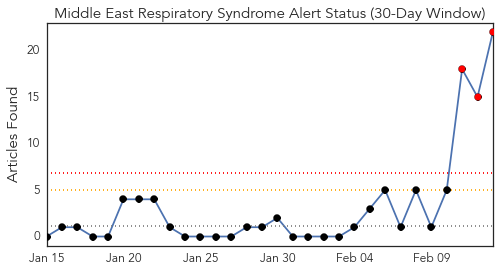 Middle East Respiratory Syndrome Alert Status (30-Day Window)
Articles Found
20
15
10
5
0
Jan 15
Jan 20
Jan 25
Jan 30
Feb 04
Feb 09